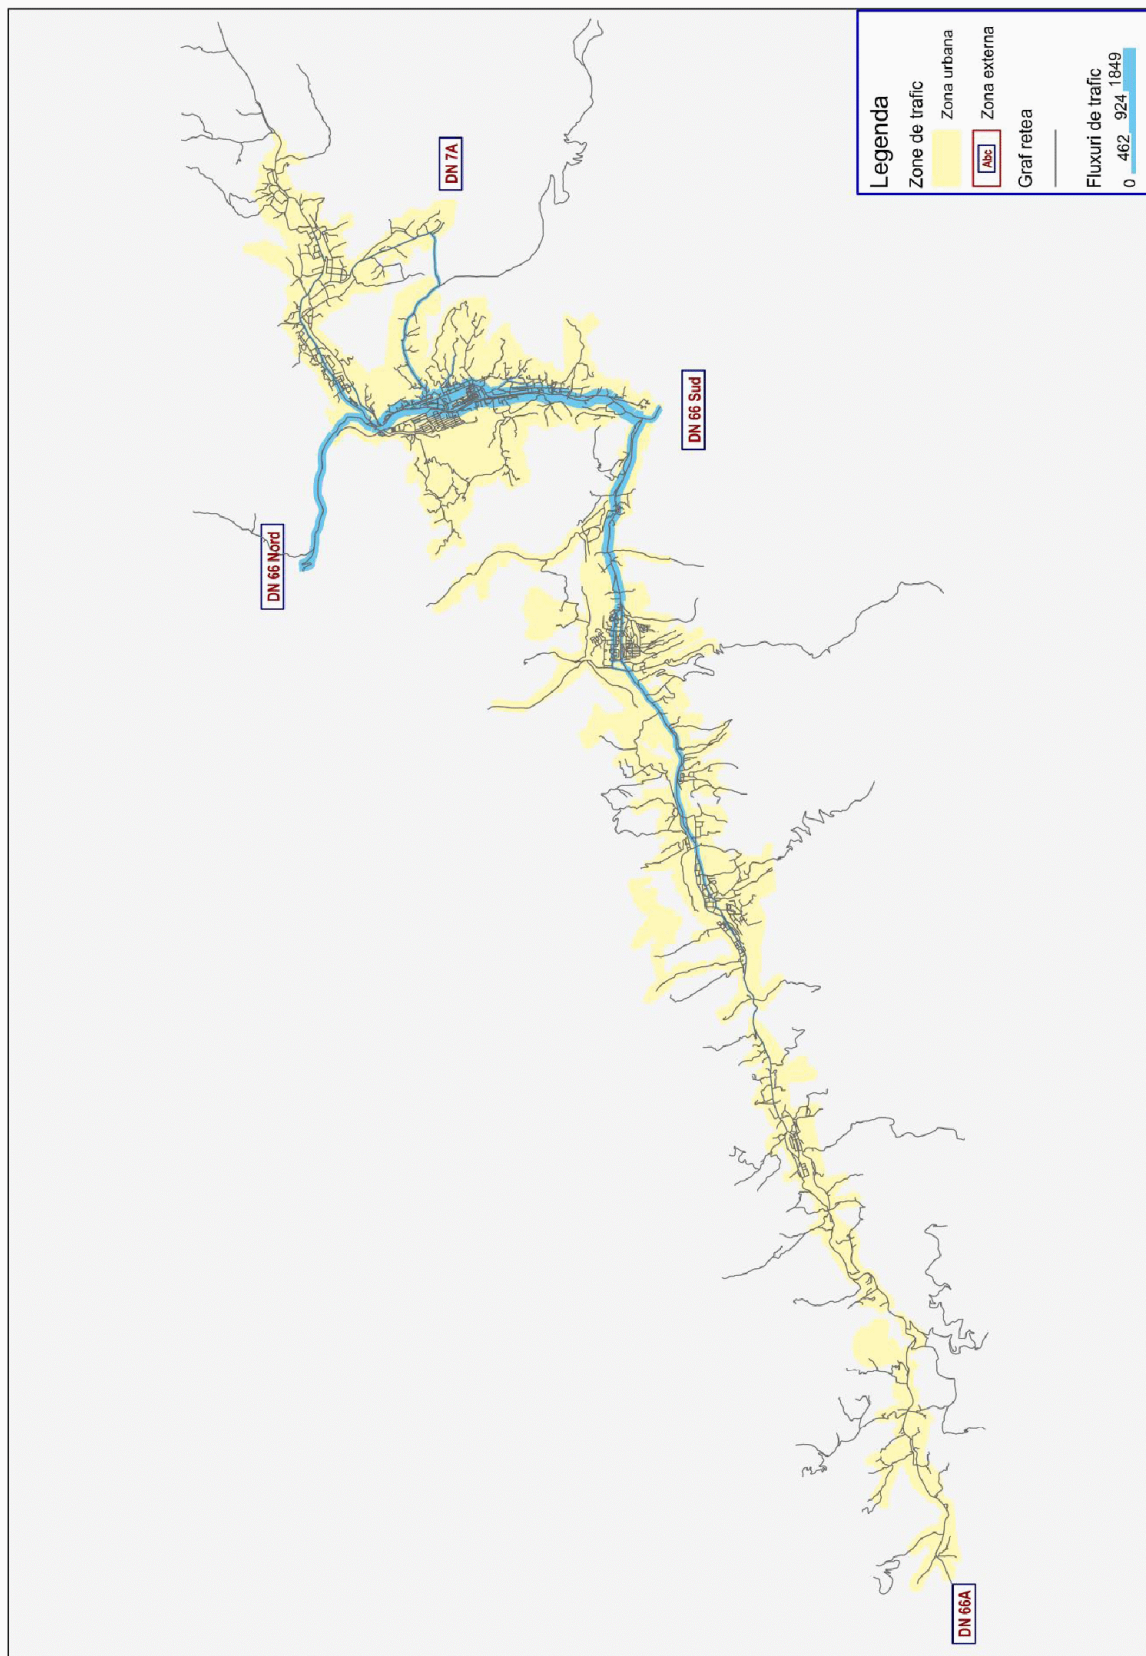 DN 7A
DN 66 Nord
DN 66 Sud
DN 66A
Legenda
Zone de trafic
Zona urbana
Abc
Zona externa
Graf retea
Fluxuri de trafic
0 462 924 1849